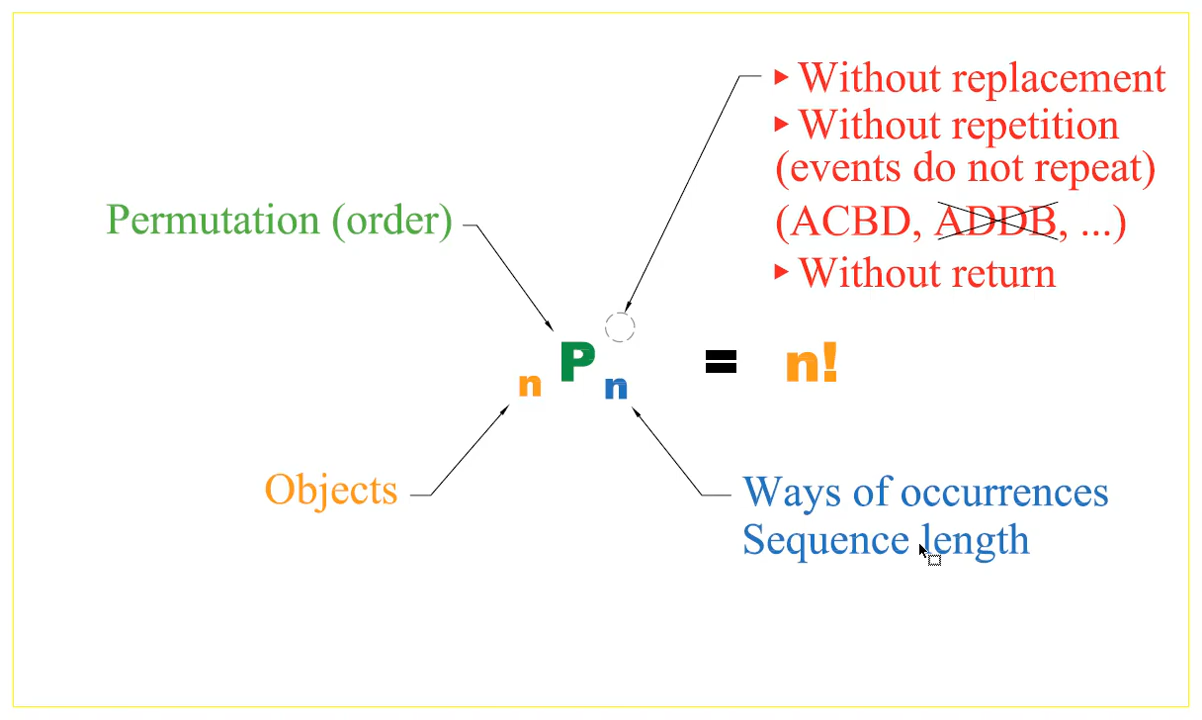 ▸ Without replacement
▸ Without repetition
(events do not repeat)
(ACBD, ADDB, ...)
▸ Without return
Permutation (order)
n P n = n!
Objects
Ways of occurrences
Sequence length